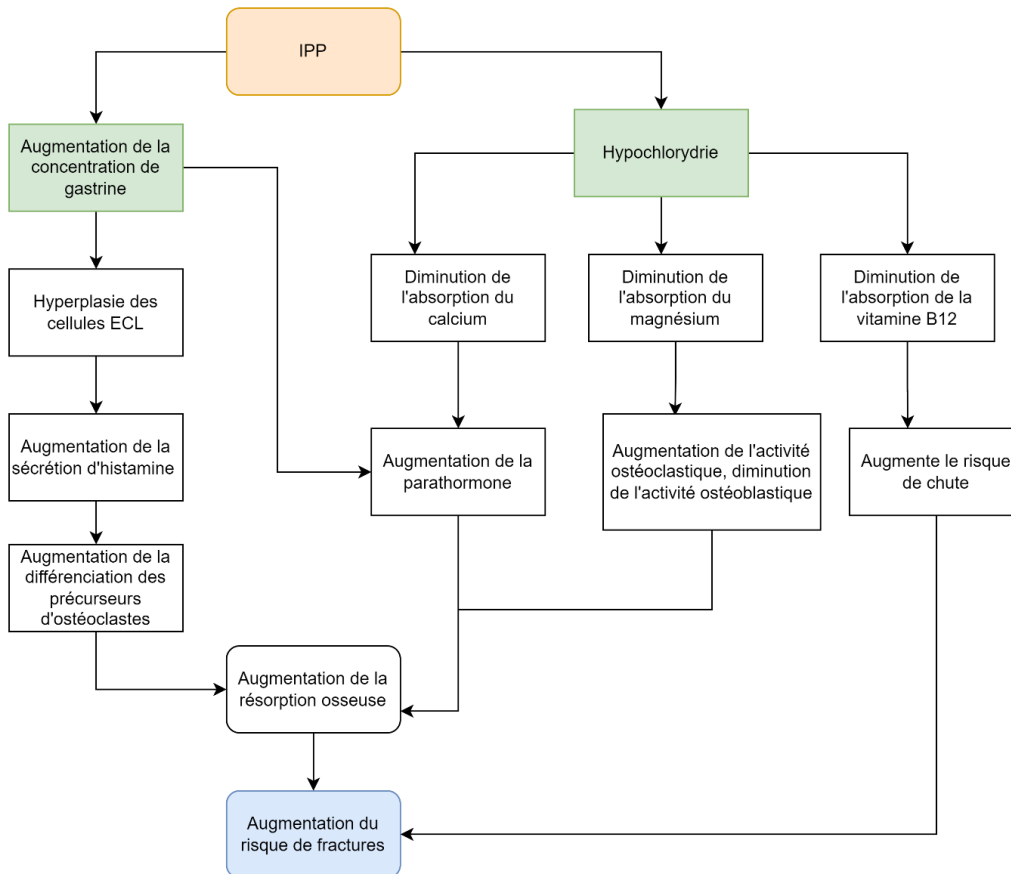 IPP
Augmentation de la
concentration de
gastrine
Hypochlorydrie
Hyperplasie des
cellules ECL
Diminution de
l'absorption du
calcium
Diminution de
l'absorption du
magnésium
Diminution de
l'absorption de la
vitamine B12
Augmentation de la
sécrétion d'histamine
Augmentation de la
parathormone
Augmentation de l'activité
ostéoclastique, diminution
de l'activité ostéoblastique
Augmente le risque
de chute
Augmentation de la
différenciation des
précurseurs
d'ostéoclastes
Augmentation de la
résorption osseuse
Augmentation du
risque de fractures